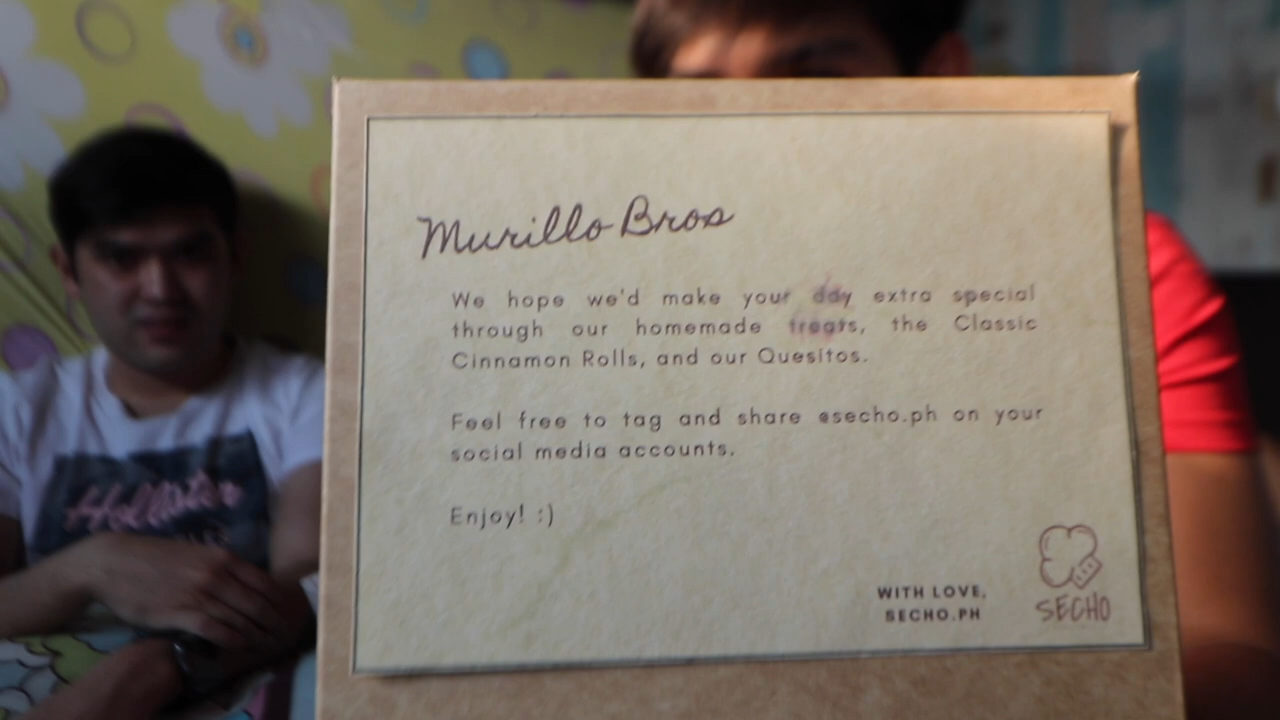 Murillo Bros
We hope we'd make your day extra special
through our homemade treats, the Classic
Cinnamon Rolls, and our Quesitos.
Feel free to tag and share @secho.ph on your
social media accounts.
Enjoy! :)
WITH LOVE,
SECHO.PH
SECHO
Hollister